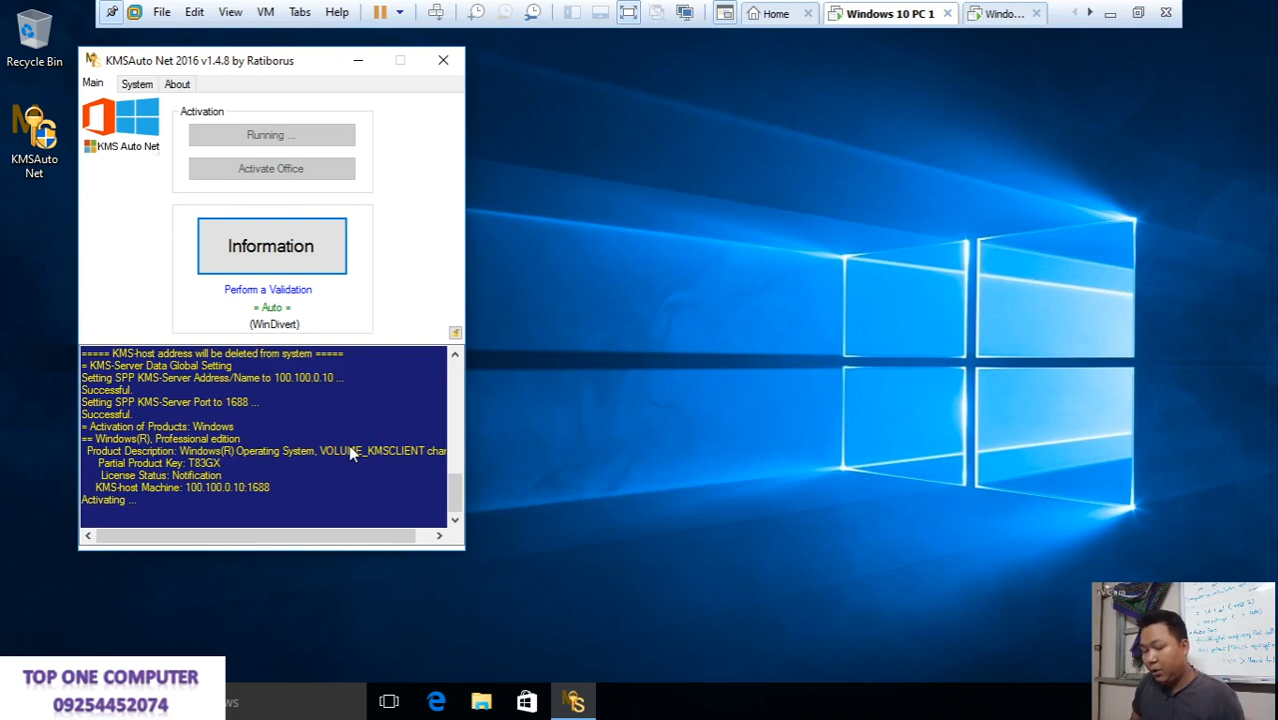 File Edit View VM Tabs Help
Home
Windows 10 PC 1
Windo...
Recycle Bin
KMSAuto
Net
KMSAuto Net 2016 v1.4.8 by Ratiborus
Main System About
KMS Auto Net
Activation
Running ...
Activate Office
Information
Perform a Validation
= Auto =
(WinDivert)
===== KMS-host address will be deleted from system =====
= KMS-Server Data Global Setting
Setting SPP KMS-Server Address/Name to 100.100.0.10 ...
Successful.
Setting SPP KMS-Server Port to 1688 ...
Successful.
= Activation of Products: Windows
== Windows(R), Professional edition
Product Description: Windows(R) Operating System, VOLUME_KMSCLIENT char
Partial Product Key: T83GX
License Status: Notification
KMS-host Machine: 100.100.0.10:1688
Activating ...
TOP ONE COMPUTER
09254452074
ws